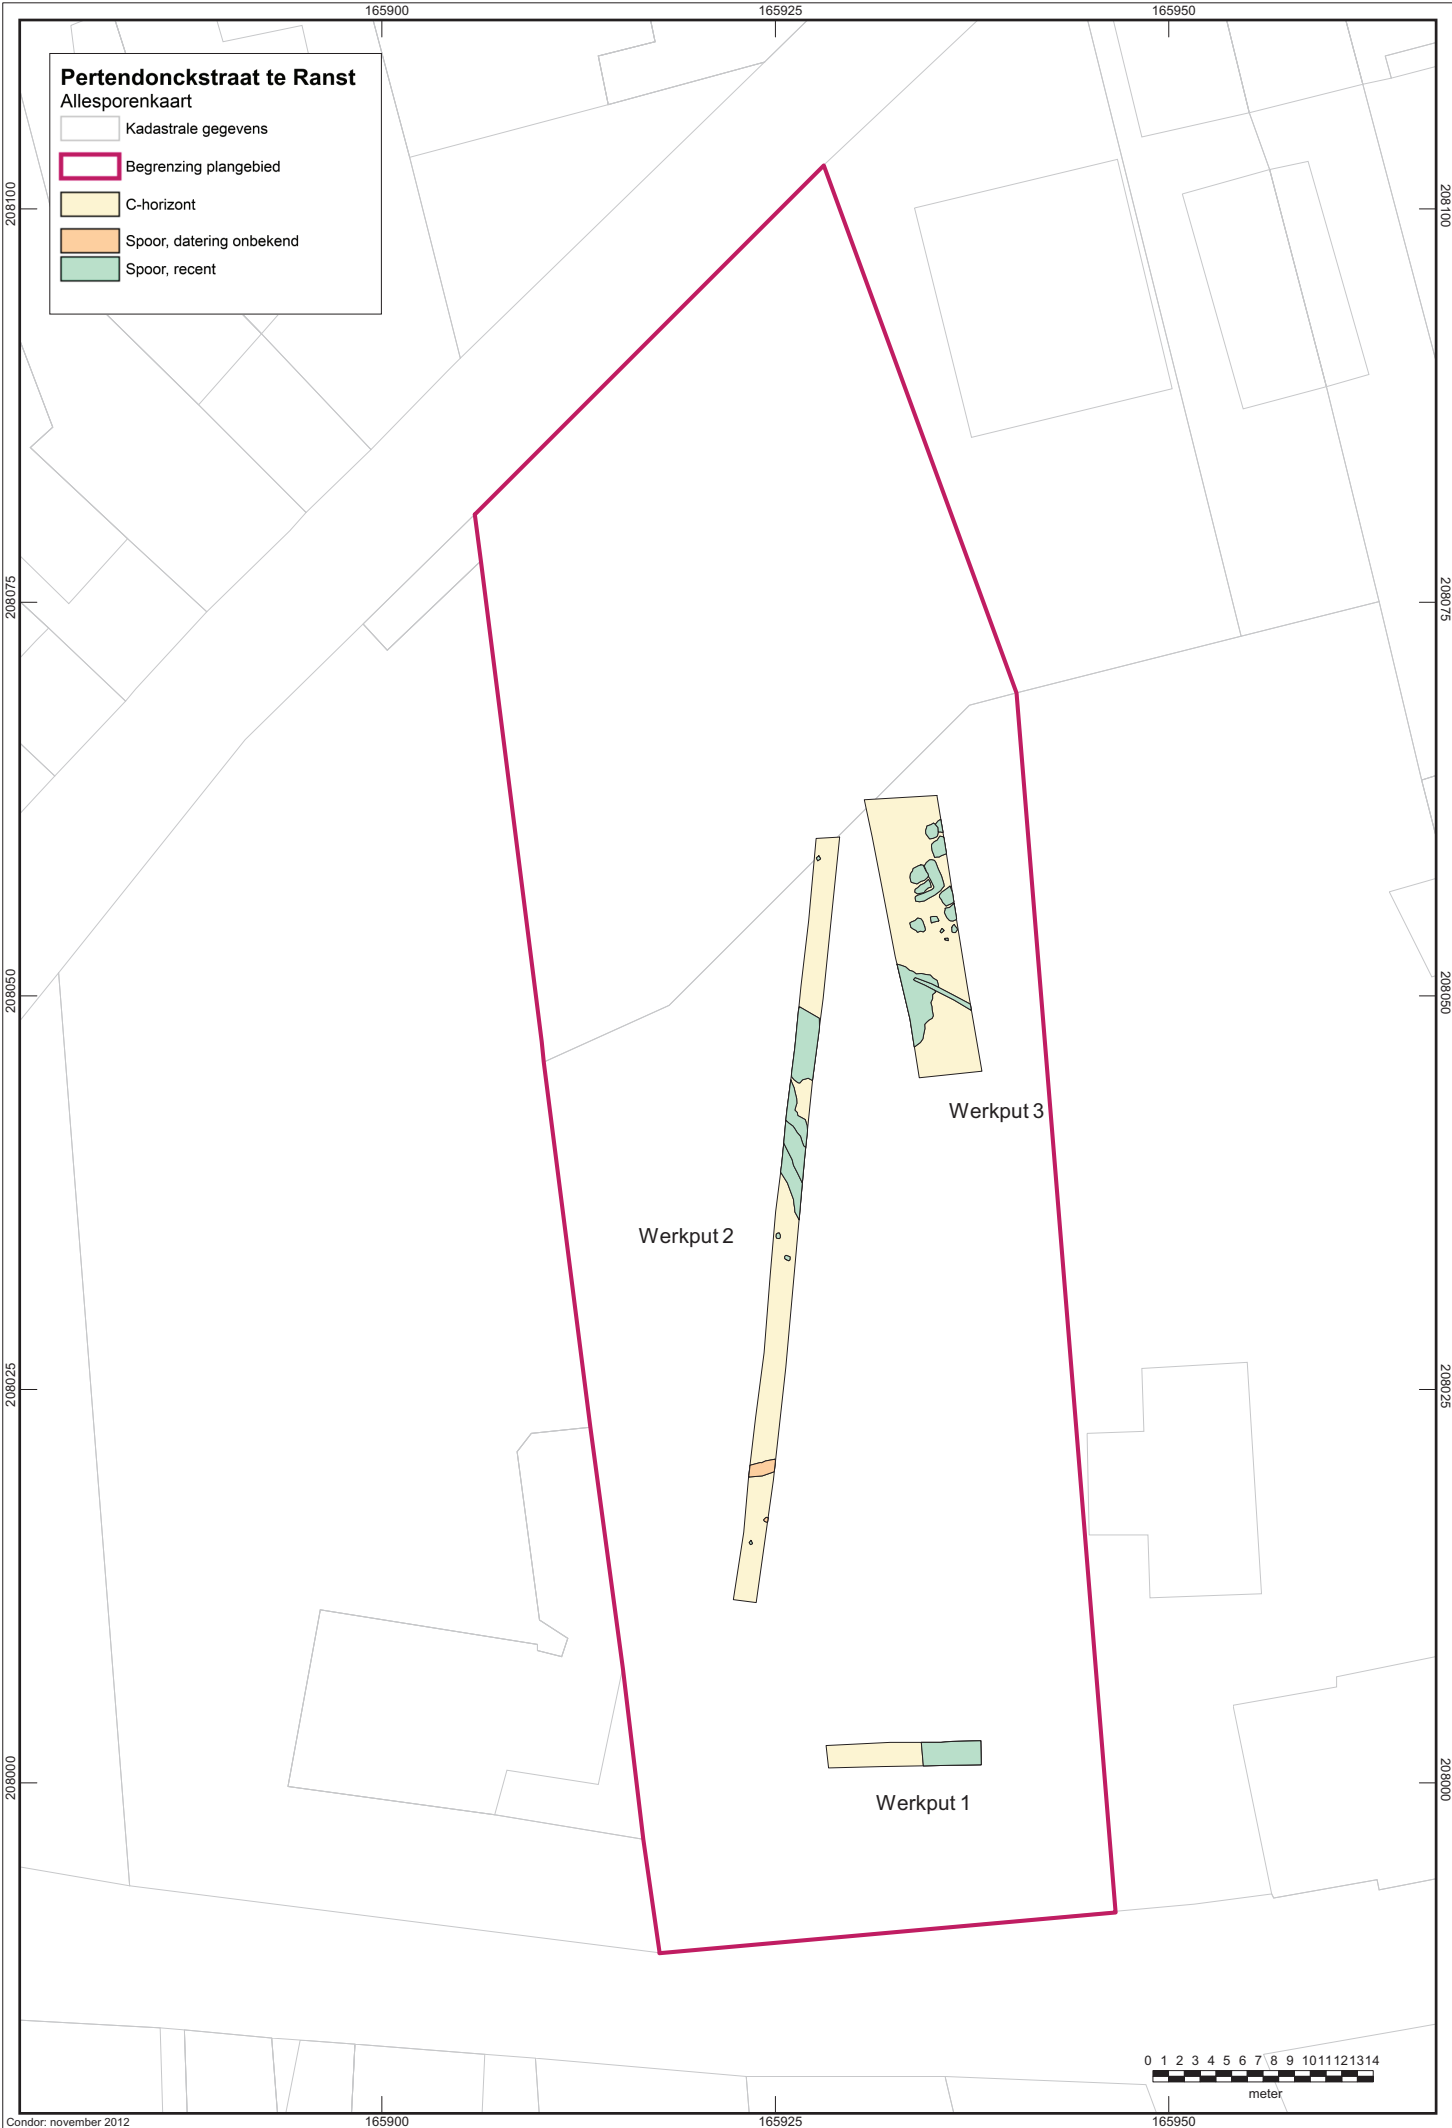 165900
165925
165950
Pertendonckstraat te Ranst
Allesporenkaart
Kadastrale gegevens
Begrenzing plangebied
C-horizont
Spoor, datering onbekend
Spoor, recent
208100
208100
208075
208075
208050
208050
Werkput 3
Werkput 2
208025
208025
208000
208000
Werkput 1
0 1 2 3 4 5 6 7 8 9 10 11 12 13 14
meter
Condor: november 2012
165900
165925
165950